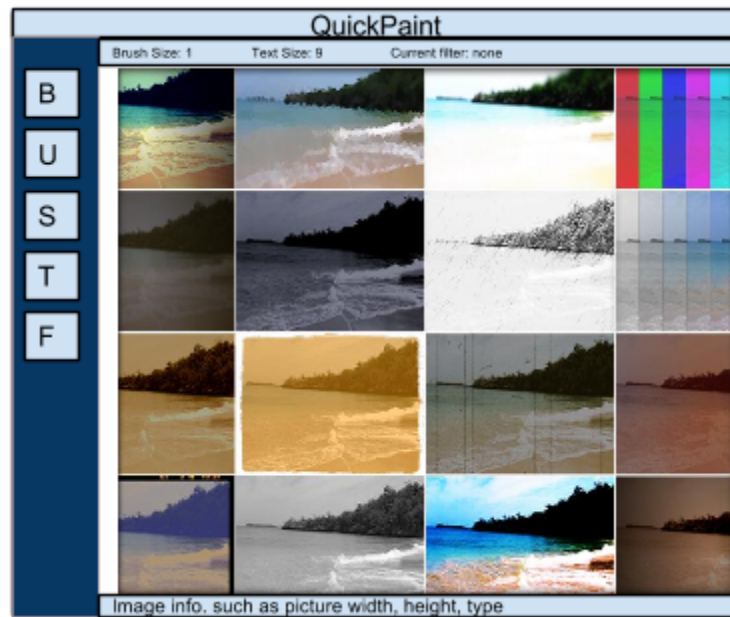 QuickPaint
Brush Size: 1 Text Size: 9 Current filter: none
B
U
S
T
F
Image info. such as picture width, height, type